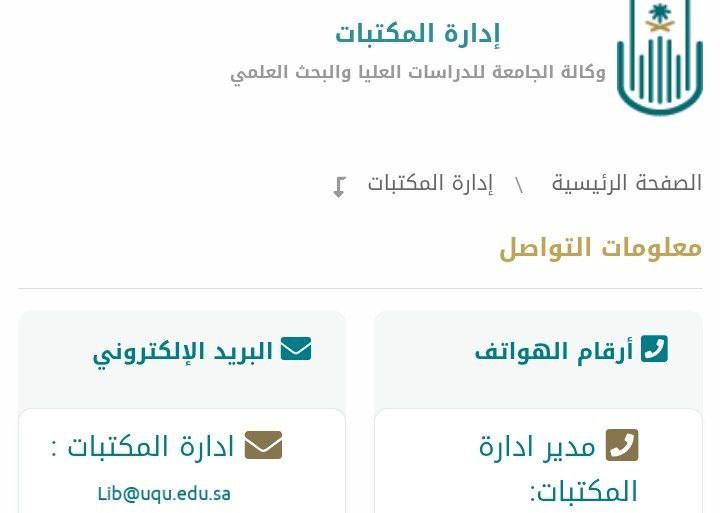 إدارة المكتبات
وكالة الجامعة للدراسات العليا والبحث العلمي
الصفحة الرئيسية \ إدارة المكتبات
معلومات التواصل
أرقام الهواتف
مدير ادارة
المكتبات:
البريد الإلكتروني
ادارة المكتبات :
Lib@uqu.edu.sa